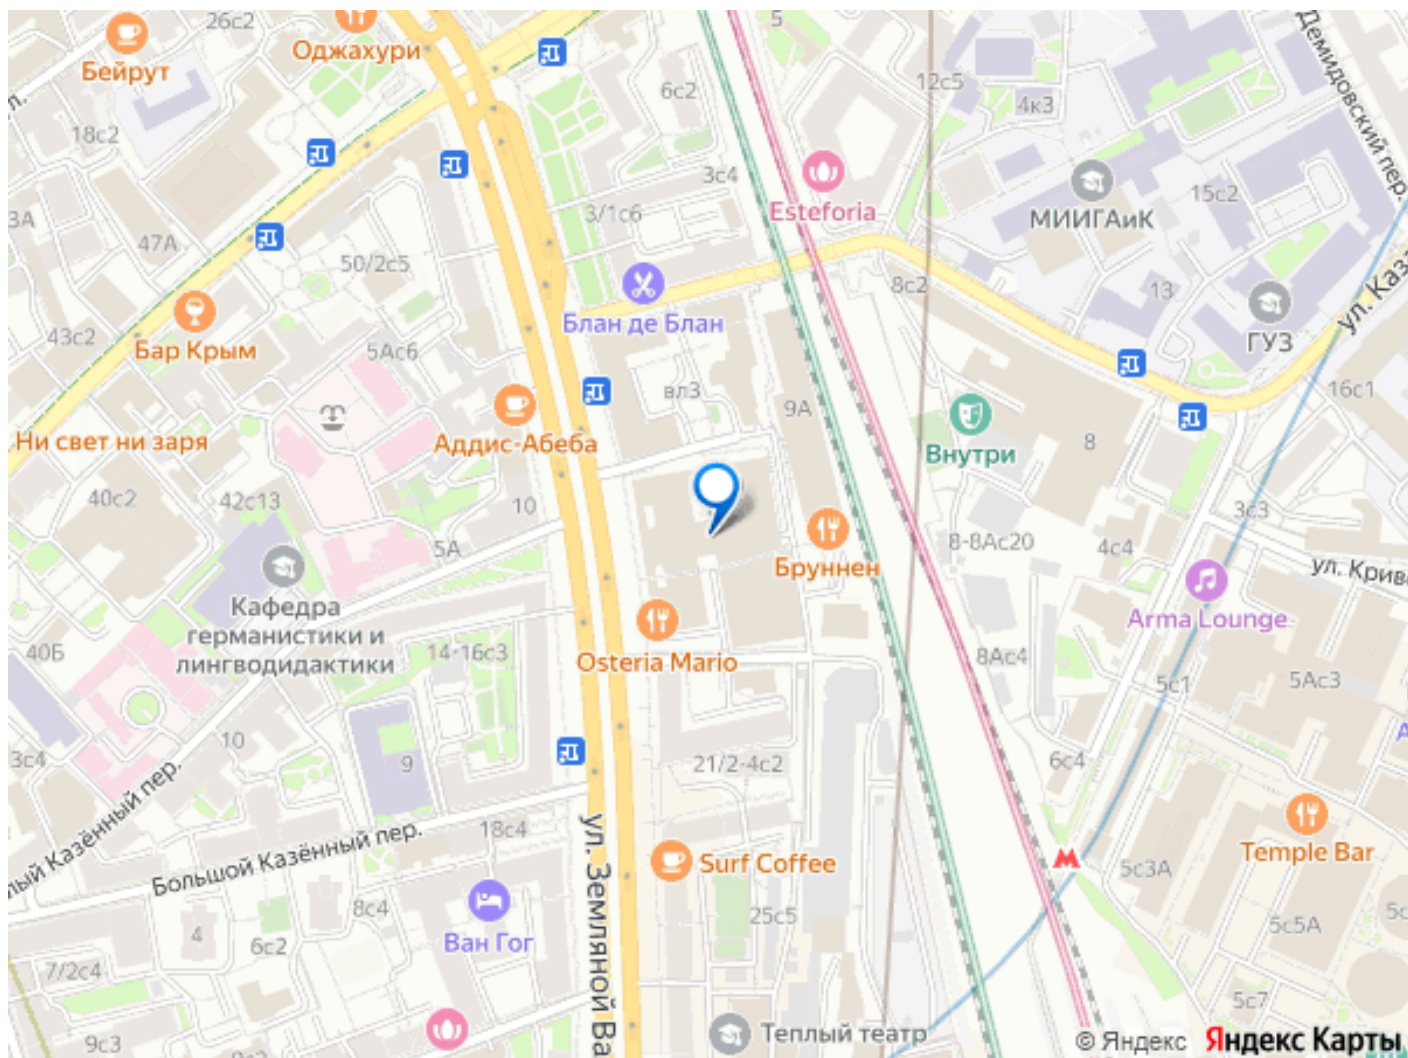 26с2
Оджахури
Бейрут
ул.
18с2
5
6с2
12с5
4к3
Демидовский пер.
3с4
Esteforia
МИИГАиК
15с2
3А
47А
3/1с6
50/2с5
8с2
13
ГУЗ
ул. Каза
43с2
Бар Крым
5Ас6
Блан де Блан
вл3
9А
16с1
Ни свет ни заря
Аддис-Абеба
Внутри
8
40с2
42с13
10
5А
3с3
8-8Ас20
4с4
Бруннен
ул. Криво
Кафедра
германистики и
лингводидактики
Arma Lounge
40Б
14-16с3
Osteria Mario
8Ас4
5с1
5Ас3
3с4
10
9
21/2-4с2
6с4
Малый Казённый пер.
Большой Казённый пер.
18с4
ул. Земляной Ва
Surf Coffee
Temple Bar
5с3А
8с4
4
6с2
Ван Гог
25с5
5с5А
7/2с4
9с3
Теплый театр
5с7
© Яндекс Яндекс Карты